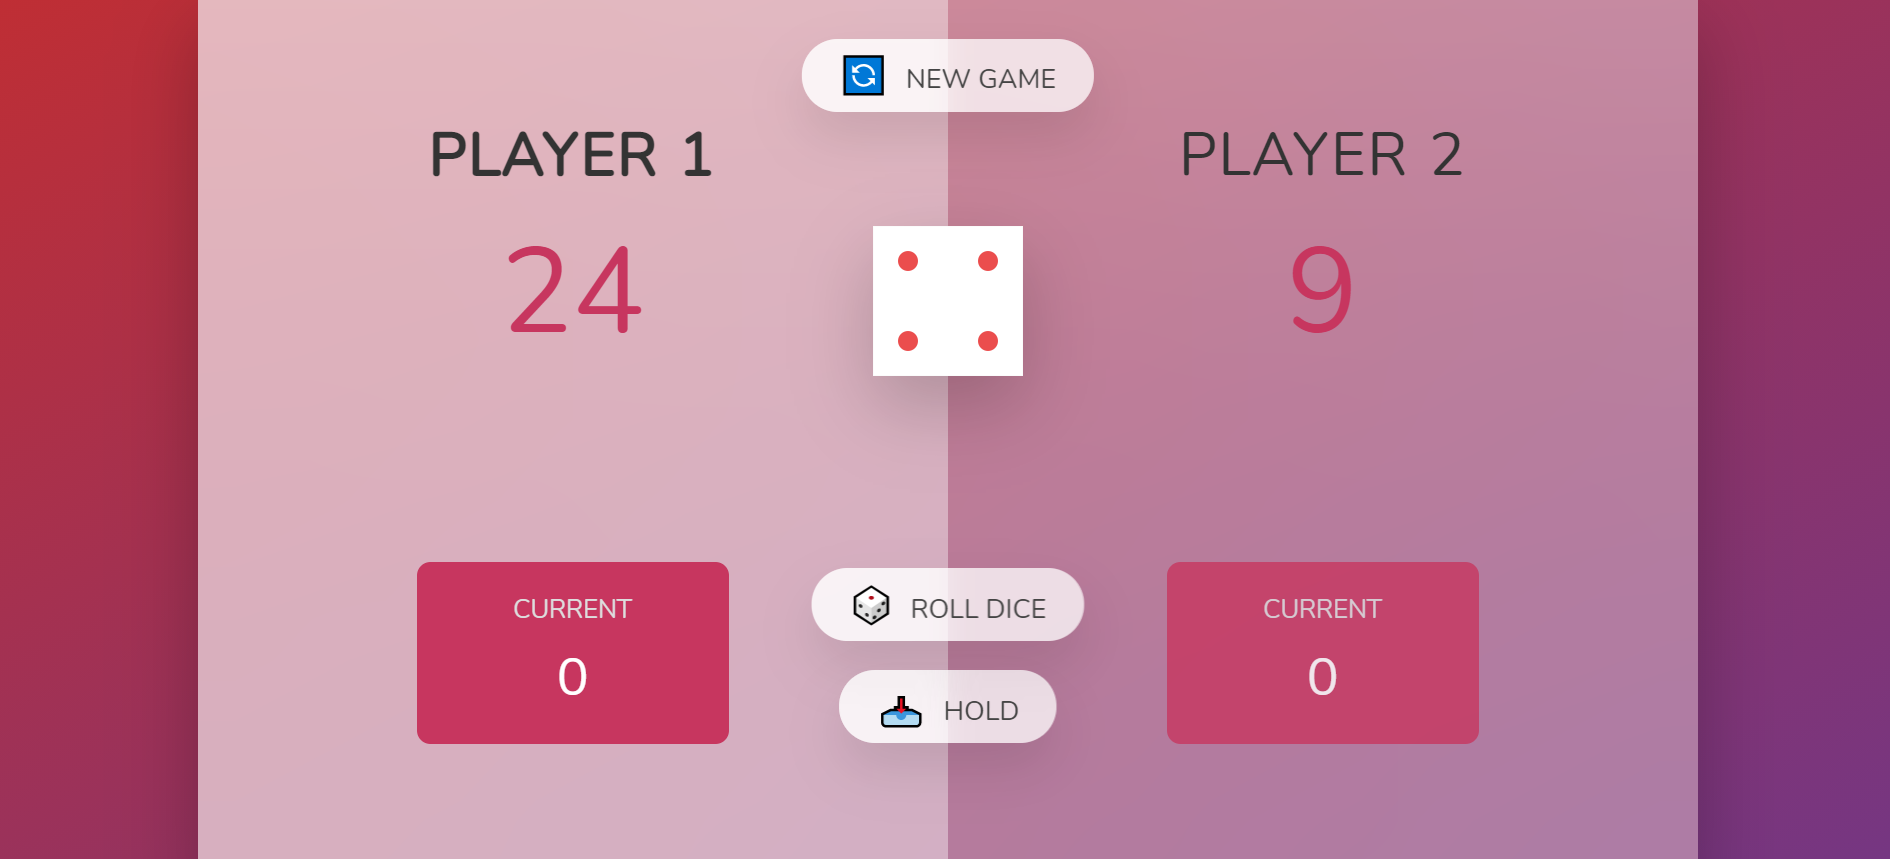 NEW GAME
PLAYER 1
24
CURRENT
0
PLAYER 2
9
CURRENT
0
ROLL DICE
HOLD